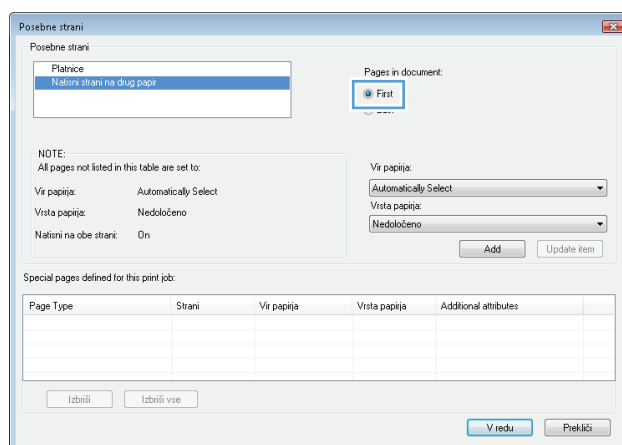 Posebne strani
Posebne strani
Platnice
Natisni strani na drug papir
Pages in document:
First
NOTE:
All pages not listed in this table are set to:
Vir papirja: Automatically Select
Vrsta papirja: Nedoločeno
Natisni na obe strani: On
Vir papirja:
Automatically Select
Vrsta papirja:
Nedoločeno
Add Update item
Special pages defined for this print job:
Page Type Strani Vir papirja Vrsta papirja Additional attributes
Izbriši Izbriši vse
V redu Prekliči